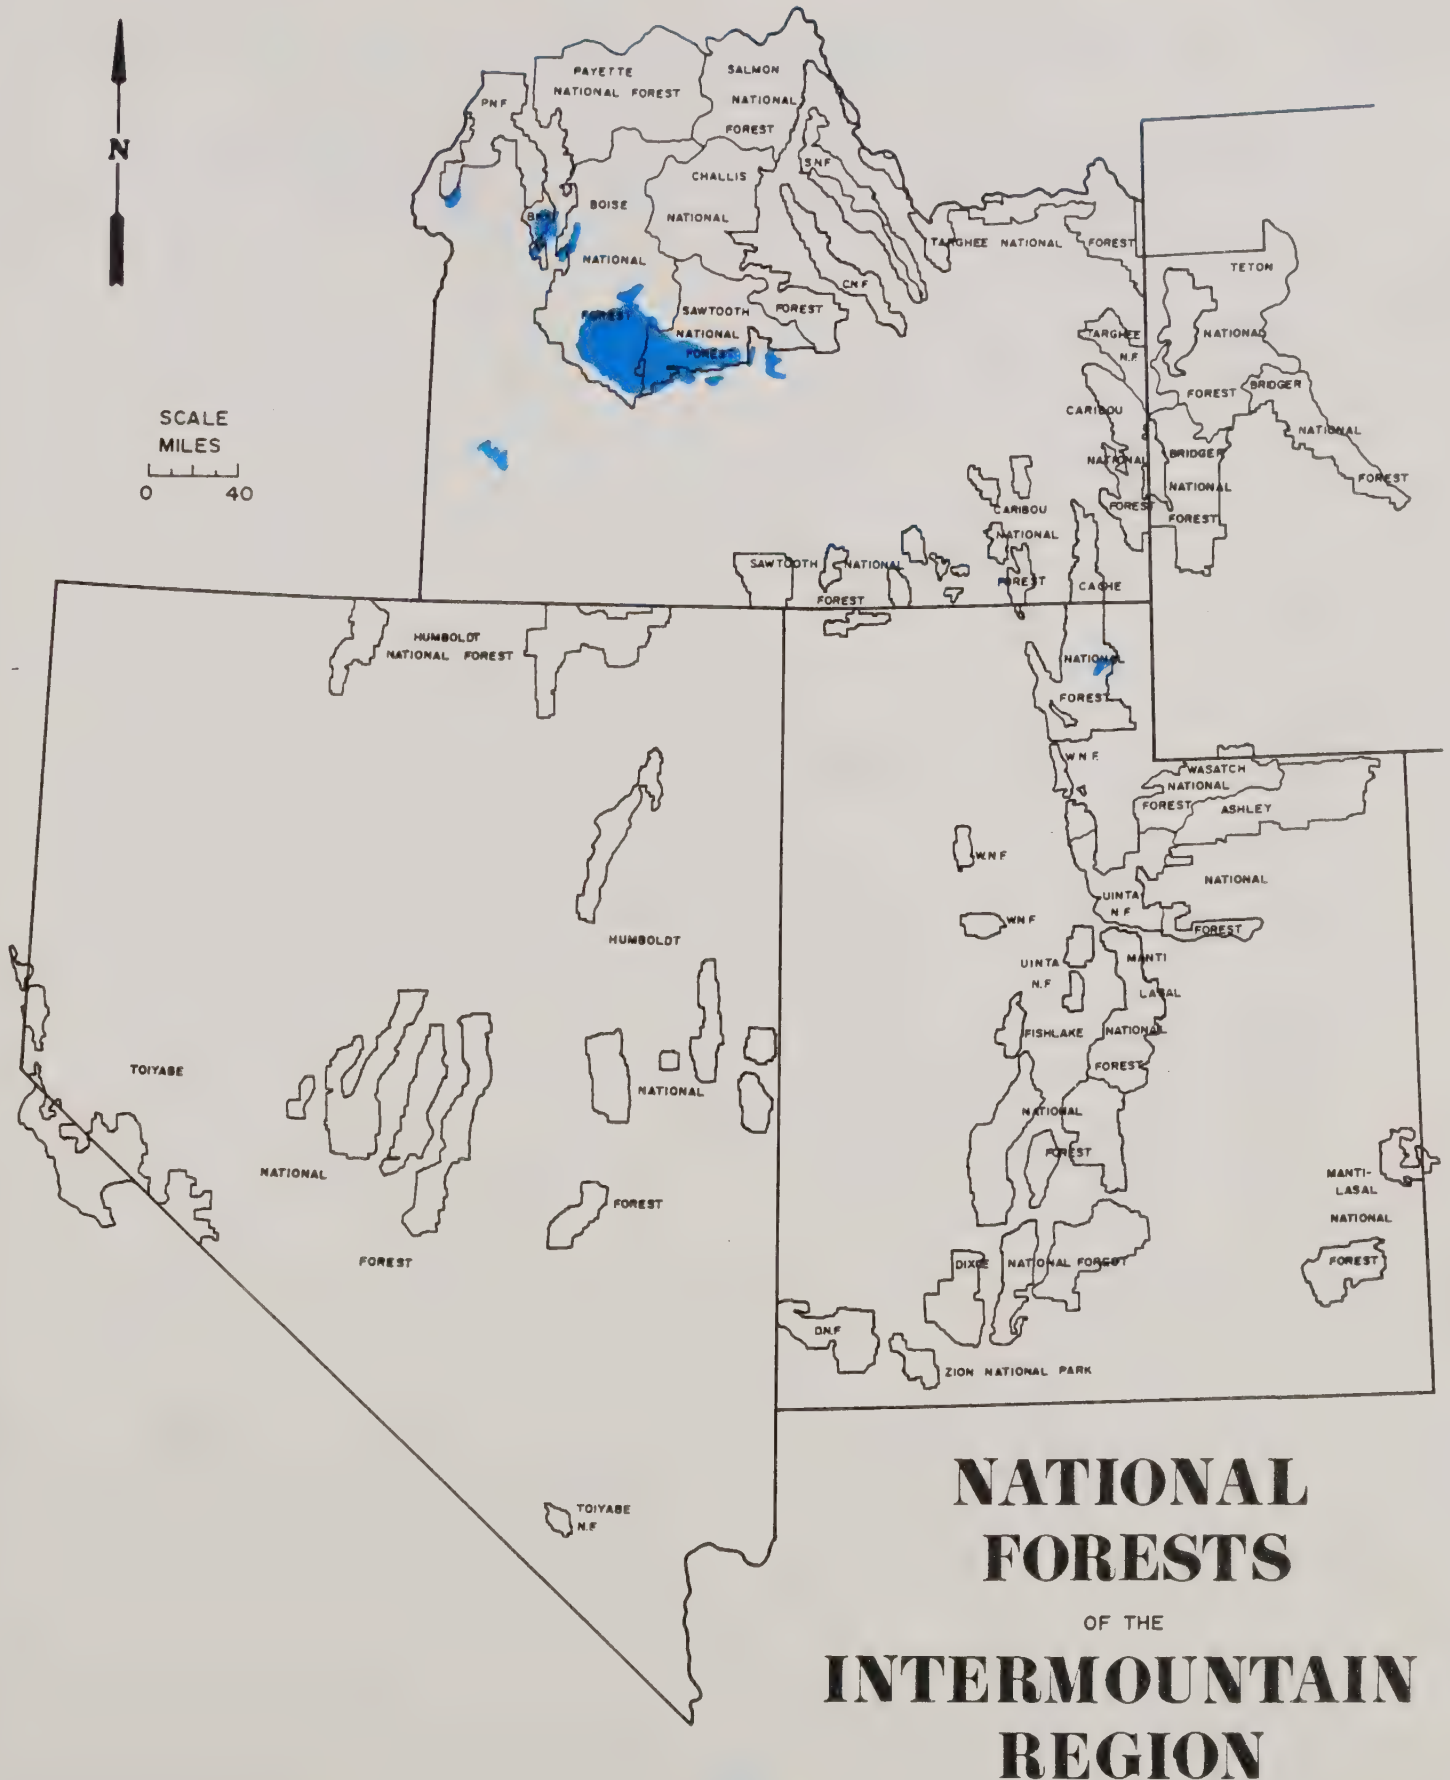 PAYETTE
NATIONAL FOREST
SALMON
NATIONAL
FOREST
P.N.F
N
S.N.F
CHALLIS
NATIONAL
BOISE
NATIONAL
FOREST
TARGHEE NATIONAL FOREST
C.N.F
SAWTOOTH FOREST
NATIONAL
FOREST
TETON
NATIONAL
FOREST
TARGHEE
N.F.
BRIDGER
NATIONAL
FOREST
CARIBOU
NATIONAL
FOREST
BRIDGER
NATIONAL
FOREST
SCALE
MILES
0 40
CARIBOU
NATIONAL
FOREST
SAWTOOTH NATIONAL
FOREST
CACHE
NATIONAL
FOREST
HUMBOLDT
NATIONAL FOREST
W.N.F.
WASATCH
NATIONAL
FOREST
ASHLEY
NATIONAL
FOREST
W.N.F
W.N.F
UINTA
N.F
HUMBOLDT
NATIONAL
FOREST
UINTA
N.F
MANTI
LASAL
NATIONAL
FOREST
FISHLAKE
NATIONAL
FOREST
TOIYABE
NATIONAL
FOREST
MANTI-
LASAL
NATIONAL
FOREST
DIXIE NATIONAL FOREST
D.N.F
ZION NATIONAL PARK
TOIYABE
N.F
NATIONAL
FORESTS
OF THE
INTERMOUNTAIN
REGION